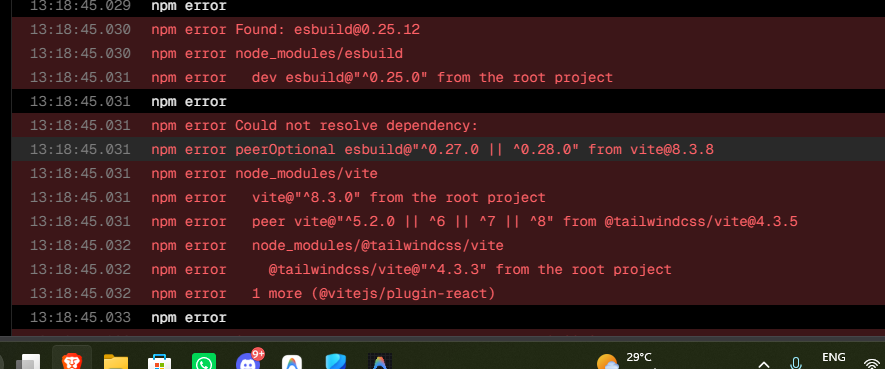 13:18:45.029 npm error
13:18:45.030 npm error Found: esbuild@0.25.12
13:18:45.030 npm error node_modules/esbuild
13:18:45.031 npm error   dev esbuild@"^0.25.0" from the root project
13:18:45.031 npm error
13:18:45.031 npm error Could not resolve dependency:
13:18:45.031 npm error peerOptional esbuild@"^0.27.0 || ^0.28.0" from vite@8.3.8
13:18:45.031 npm error node_modules/vite
13:18:45.031 npm error   vite@"^8.3.0" from the root project
13:18:45.031 npm error   peer vite@"^5.2.0 || ^6 || ^7 || ^8" from @tailwindcss/vite@4.3.5
13:18:45.032 npm error   node_modules/@tailwindcss/vite
13:18:45.032 npm error     @tailwindcss/vite@"^4.3.3" from the root project
13:18:45.032 npm error   1 more (@vitejs/plugin-react)
13:18:45.033 npm error
9+
29°C
ENG